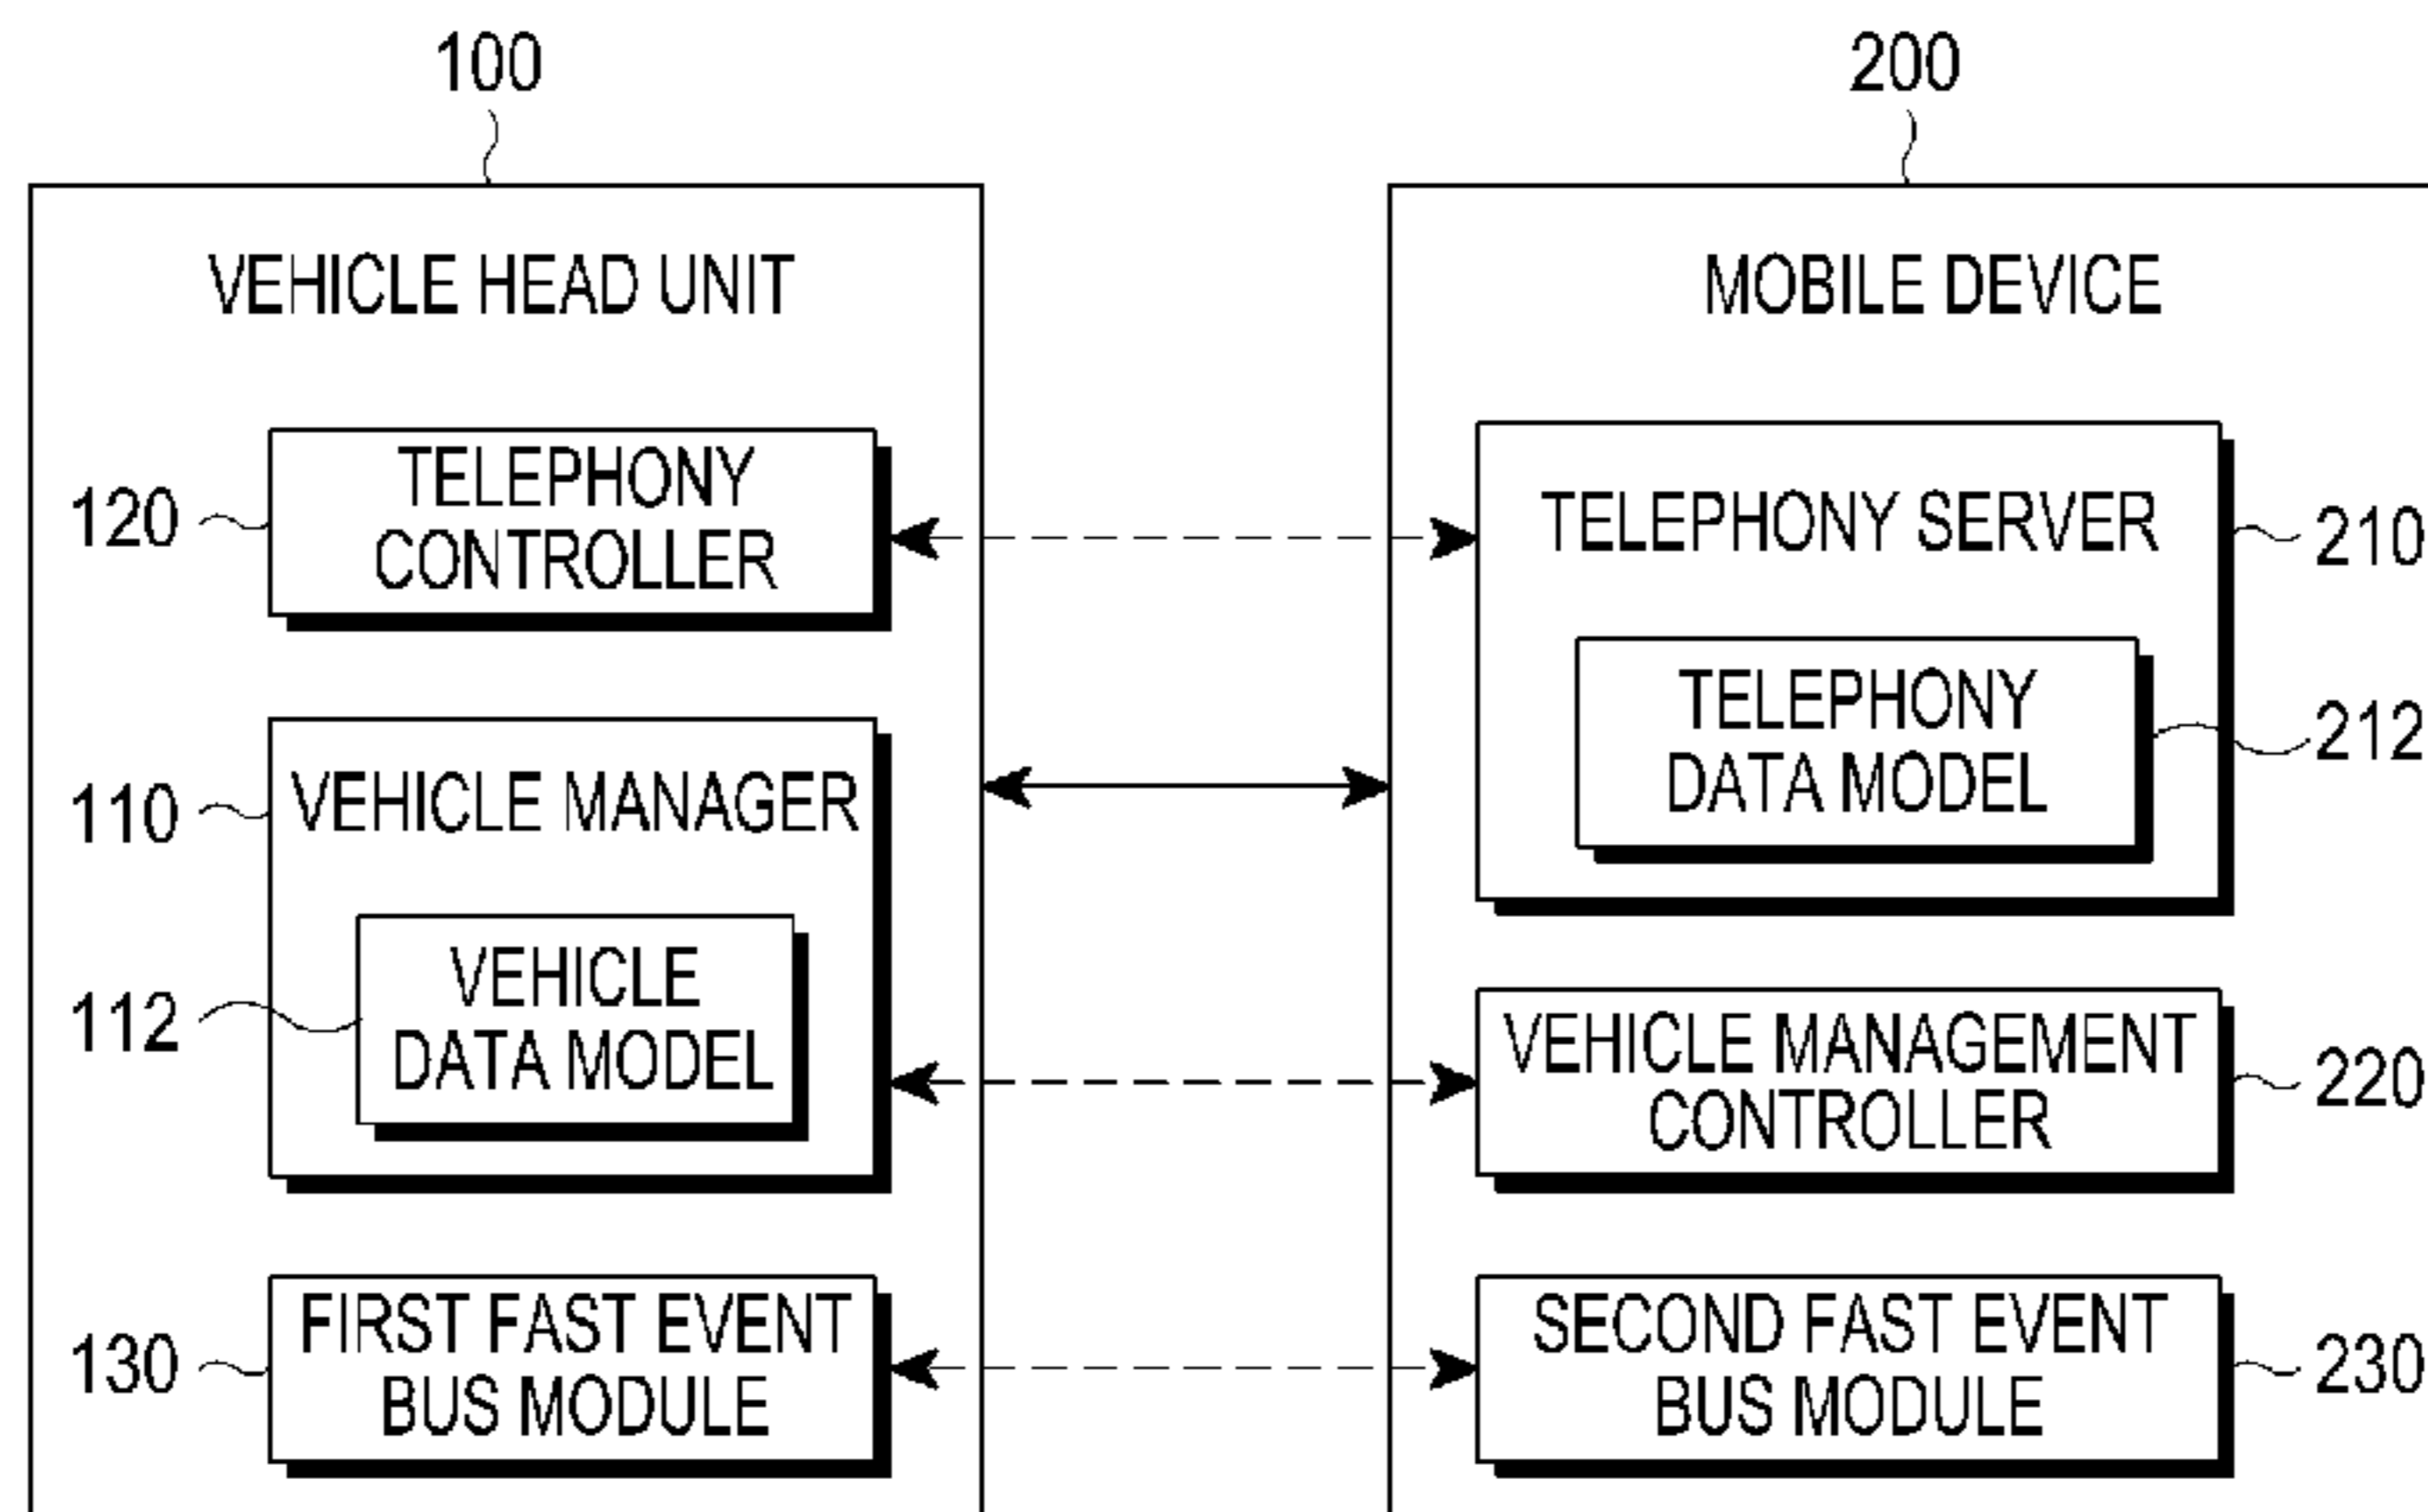 100
200
VEHICLE HEAD UNIT
MOBILE DEVICE
120
TELEPHONY
CONTROLLER
TELEPHONY SERVER
210
TELEPHONY
DATA MODEL
212
110
VEHICLE MANAGER
112
VEHICLE
DATA MODEL
VEHICLE MANAGEMENT
CONTROLLER
220
130
FIRST FAST EVENT
BUS MODULE
SECOND FAST EVENT
BUS MODULE
230